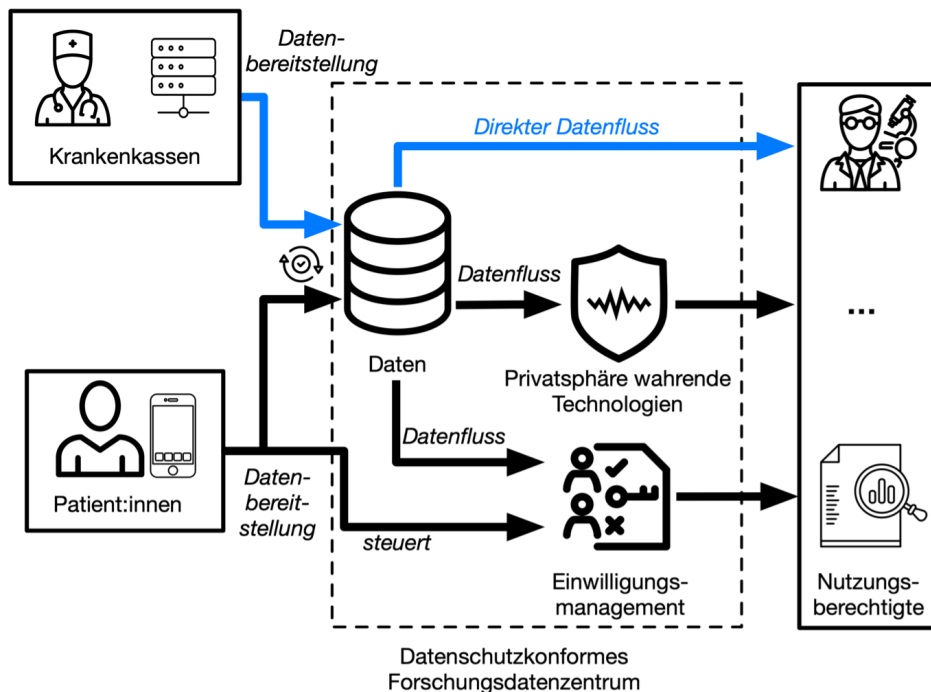 Daten-
bereitstellung
Krankenkassen
Direkter Datenfluss
Datenfluss
...
Daten
Privatsphäre wahrende
Technologien
Datenfluss
Patient:innen
Daten-
bereit-
stellung
steuert
Einwilligungs-
management
Nutzungs-
berechtigte
Datenschutzkonformes
Forschungsdatenzentrum